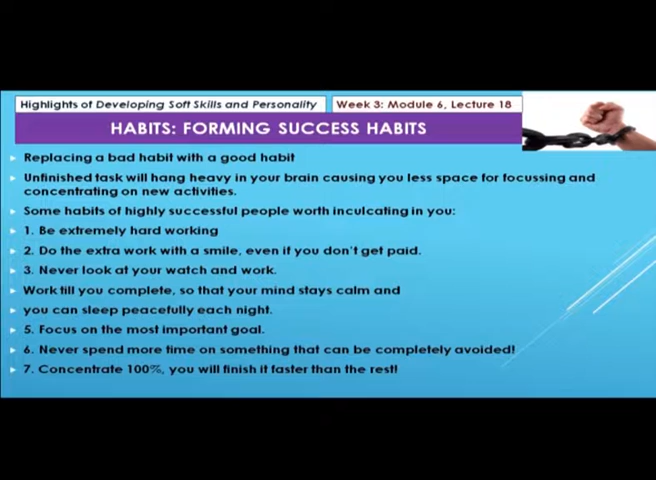 Highlights of Developing Soft Skills and Personality
Week 3: Module 6, Lecture 18
HABITS: FORMING SUCCESS HABITS
Replacing a bad habit with a good habit
Unfinished task will hang heavy in your brain causing you less space for focussing and
concentrating on new activities.
Some habits of highly successful people worth inculcating in you:
1. Be extremely hard working
2. Do the extra work with a smile, even if you don't get paid.
3. Never look at your watch and work.
Work till you complete, so that your mind stays calm and
you can sleep peacefully each night.
5. Focus on the most important goal.
6. Never spend more time on something that can be completely avoided!
7. Concentrate 100%, you will finish it faster than the rest!